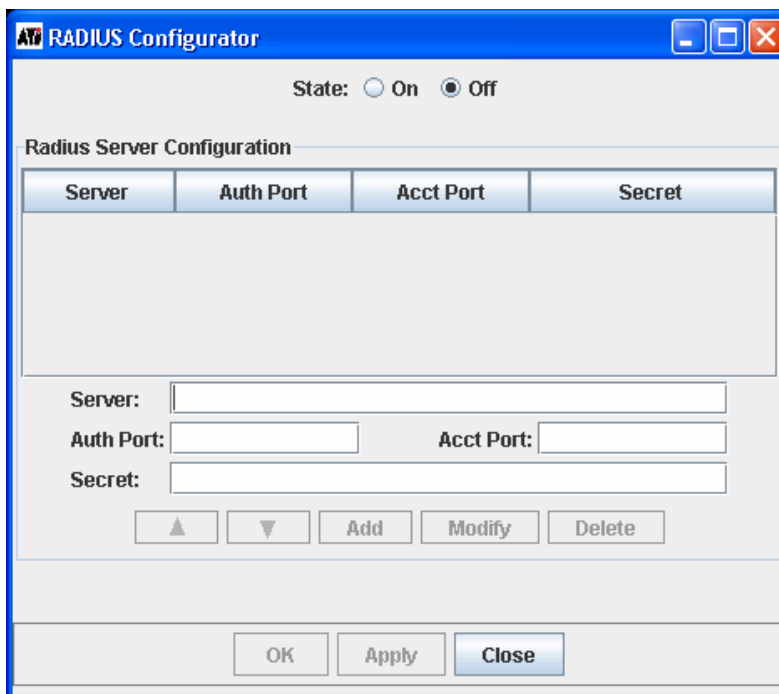 ATi RADIUS Configurator
State: On Off
Radius Server Configuration
Server Auth Port Acct Port Secret
Server:
Auth Port: Acct Port:
Secret:
Add Modify Delete
OK Apply Close